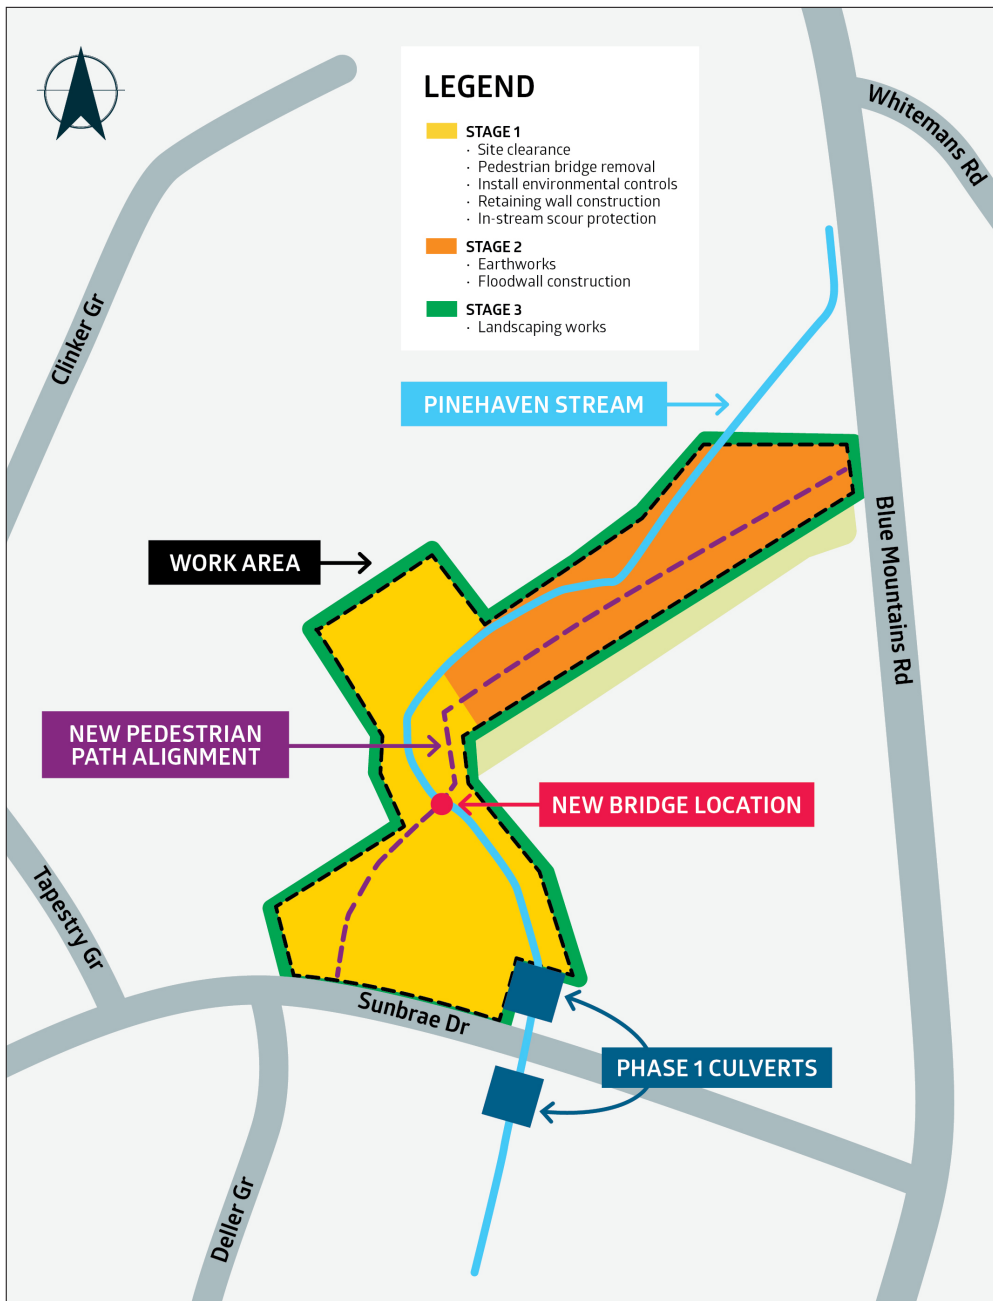 LEGEND
STAGE 1
· Site clearance
· Pedestrian bridge removal
· Install environmental controls
· Retaining wall construction
· In-stream scour protection
STAGE 2
· Earthworks
· Floodwall construction
STAGE 3
· Landscaping works
Whitemans Rd
Clinker Gr
PINEHAVEN STREAM
Blue Mountains Rd
WORK AREA
NEW PEDESTRIAN
PATH ALIGNMENT
NEW BRIDGE LOCATION
Tapestry Gr
Sunbrae Dr
PHASE 1 CULVERTS
Deller Gr